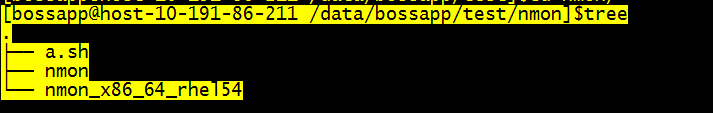 [bossapp@host-10-191-86-211 /data/bossapp/test/nmon]$tree
.
├── a.sh
├── nmon
└── nmon_x86_64_rhel54